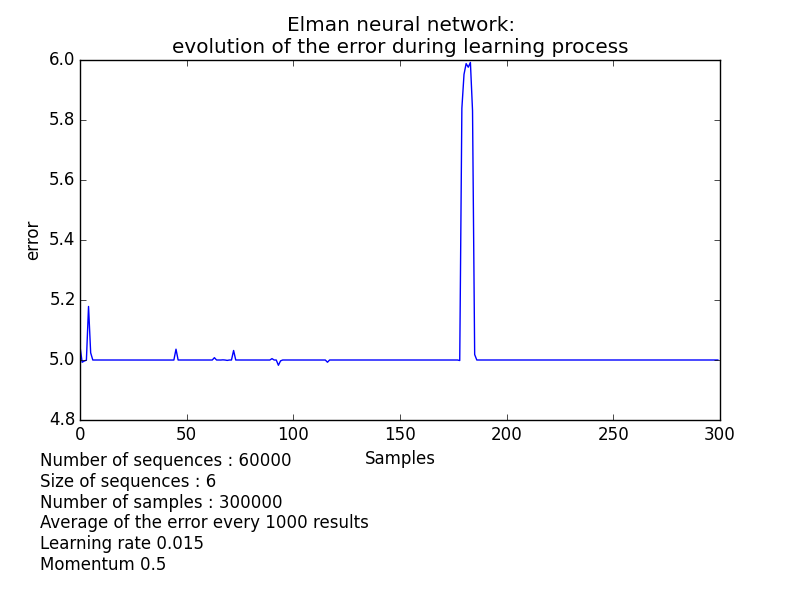 Elman neural network:
evolution of the error during learning process
6.0
5.8
5.6
5.4
5.2
5.0
4.8
error
0 50 100 150 200 250 300
Samples
Number of sequences : 60000
Size of sequences : 6
Number of samples : 300000
Average of the error every 1000 results
Learning rate 0.015
Momentum 0.5